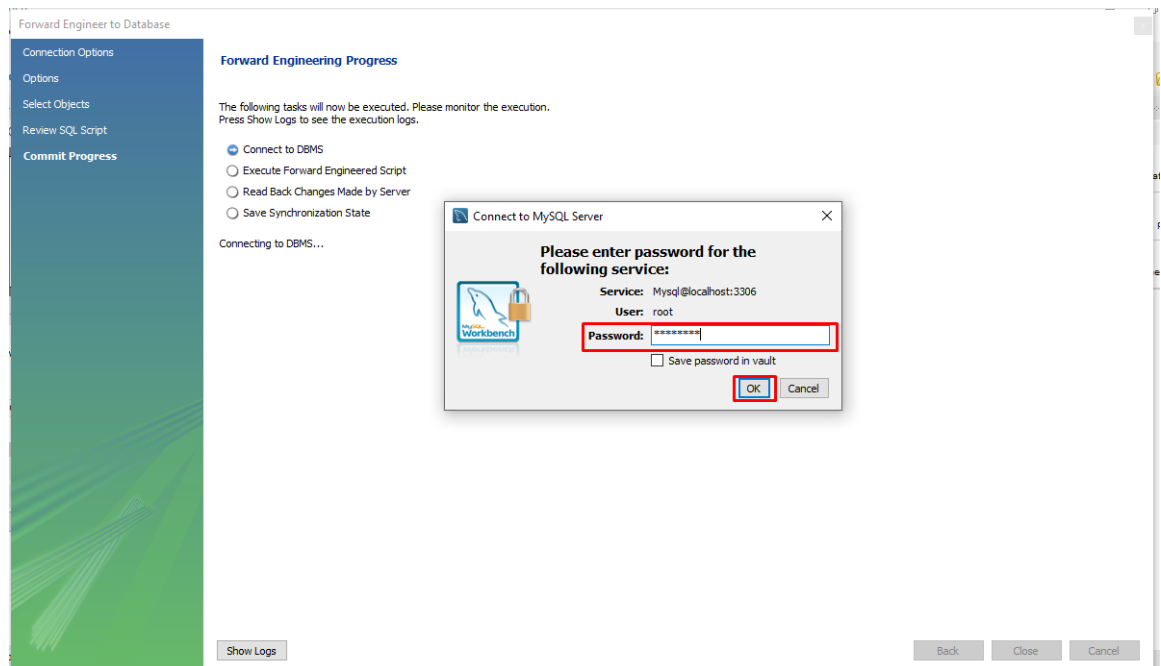 Forward Engineer to Database
Connection Options
Options
Select Objects
Review SQL Script
Commit Progress
Forward Engineering Progress
The following tasks will now be executed. Please monitor the execution.
Press Show Logs to see the execution logs.
Connect to DBMS
Execute Forward Engineered Script
Read Back Changes Made by Server
Save Synchronization State
Connecting to DBMS...
Connect to MySQL Server
Please enter password for the
following service:
Service: Mysql@localhost:3306
User: root
Password: ********
Save password in vault
OK Cancel
MySQL
Workbench
Show Logs
Back Close Cancel